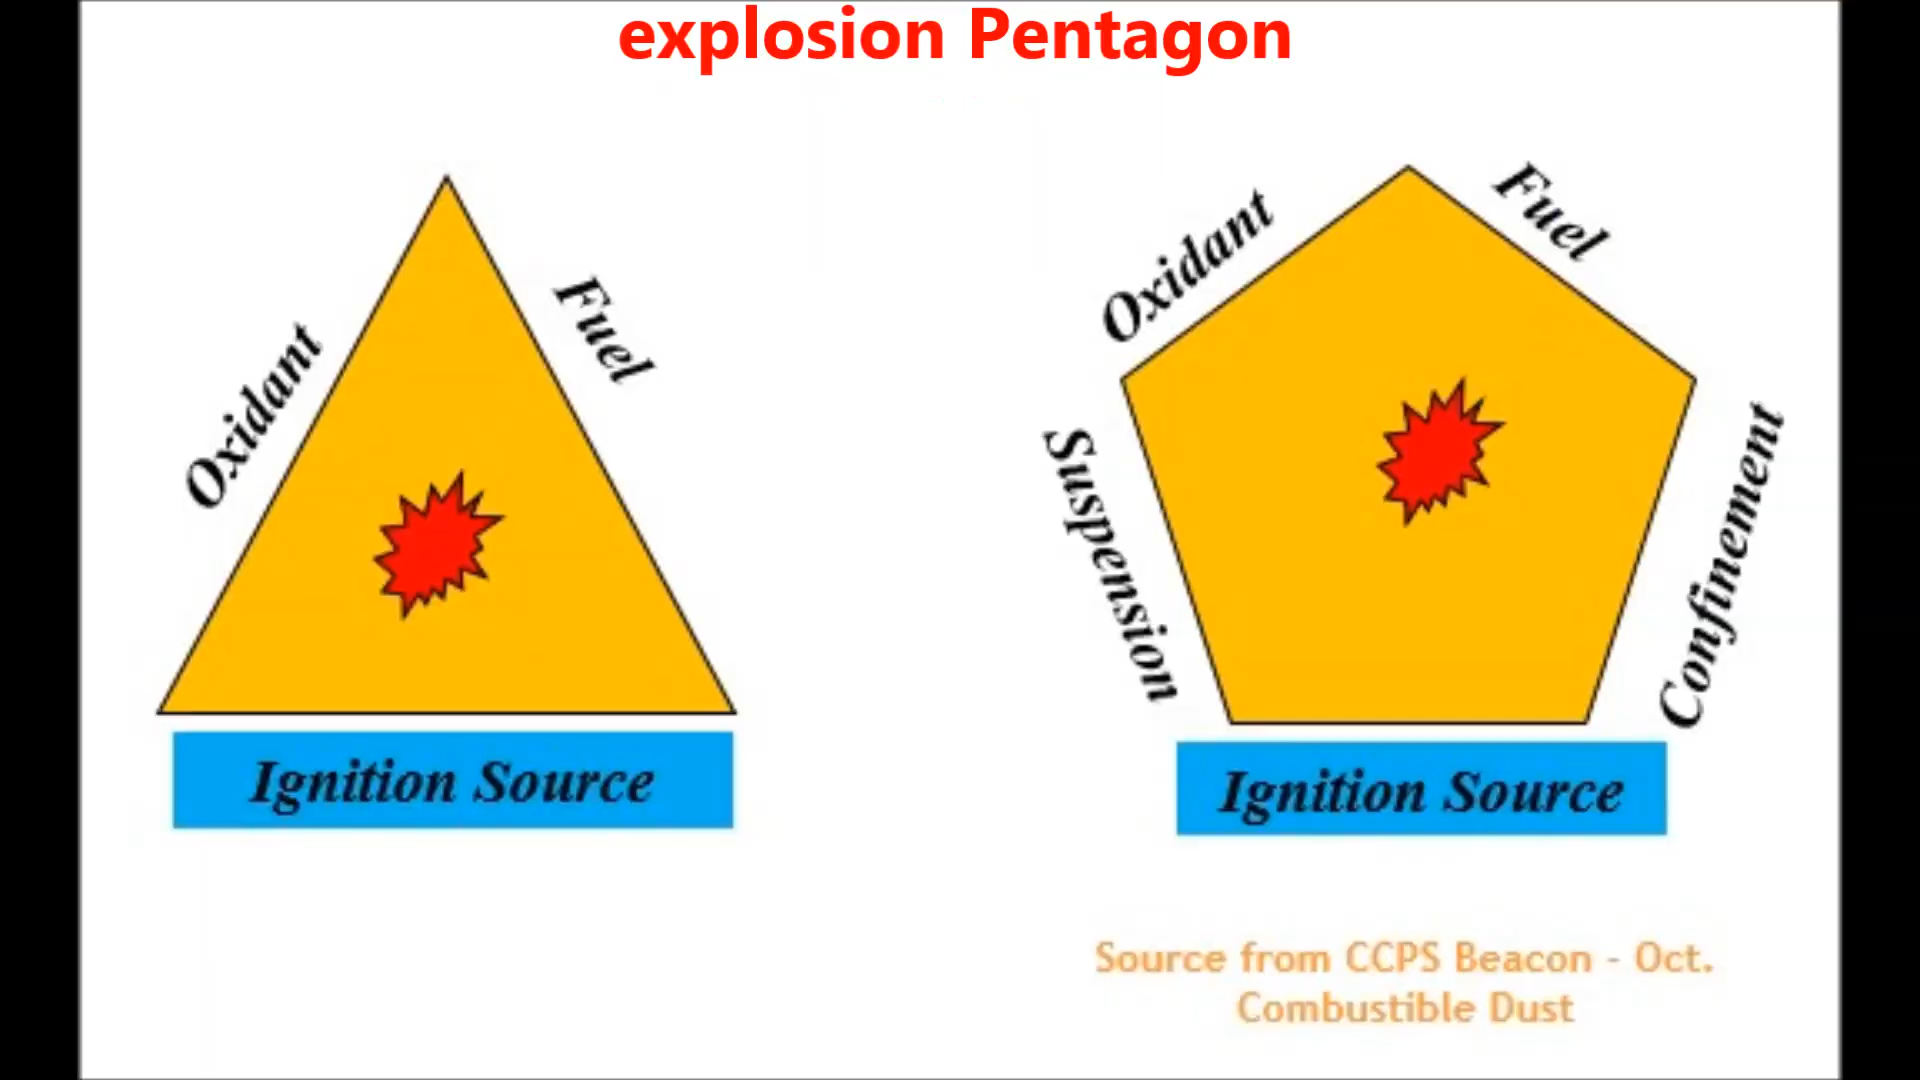 explosion Pentagon
Oxidant
Fuel
Ignition Source
Oxidant
Fuel
Suspension
Confinement
Ignition Source
Source from CCPS Beacon - Oct.
Combustible Dust